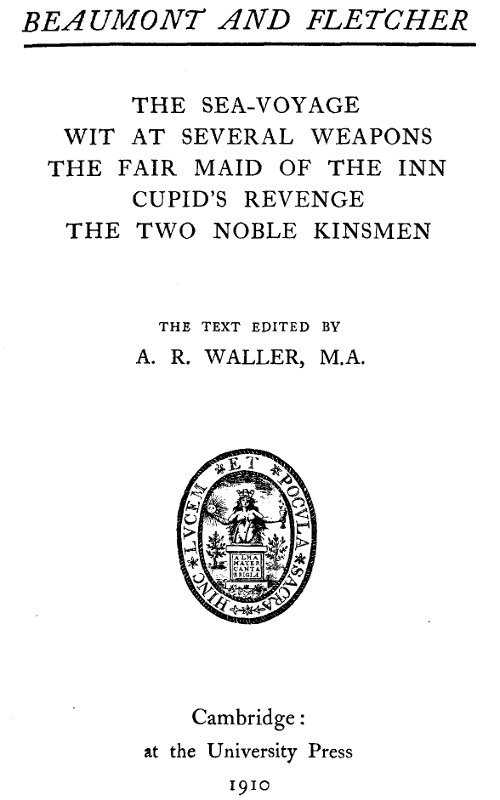 BEAUMONT AND FLETCHER
THE SEA-VOYAGE
WIT AT SEVERAL WEAPONS
THE FAIR MAID OF THE INN
CUPID'S REVENGE
THE TWO NOBLE KINSMEN
THE TEXT EDITED BY
A. R. WALLER, M.A.
HINC LVCEM ET POCVLA SACRA
ALMA
MATER
CANTA
BRIGIA
Cambridge:
at the University Press
1910